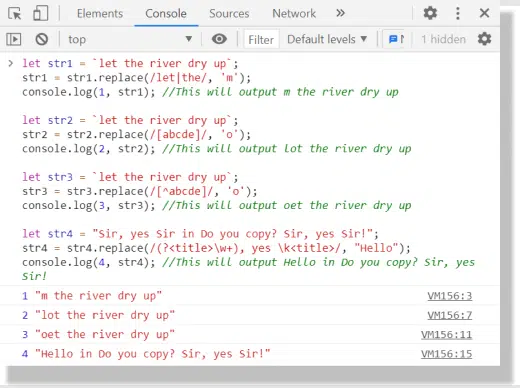 Elements Console Sources Network »
top Filter Default levels 1 1 hidden
> let str1 = `let the river dry up`;
str1 = str1.replace(/let|the/, 'm');
console.log(1, str1); //This will output m the river dry up
let str2 = `let the river dry up`;
str2 = str2.replace(/[abcde]/, 'o');
console.log(2, str2); //This will output lot the river dry up
let str3 = `let the river dry up`;
str3 = str3.replace(/[^abcde]/, 'o');
console.log(3, str3); //This will output oet the river dry up
let str4 = "Sir, yes Sir in Do you copy? Sir, yes Sir!";
str4 = str4.replace(/(?<title>\w+), yes \k<title>/, "Hello");
console.log(4, str4); //This will output Hello in Do you copy? Sir, yes
Sir!
1 "m the river dry up" VM156:3
2 "lot the river dry up" VM156:7
3 "oet the river dry up" VM156:11
4 "Hello in Do you copy? Sir, yes Sir!" VM156:15